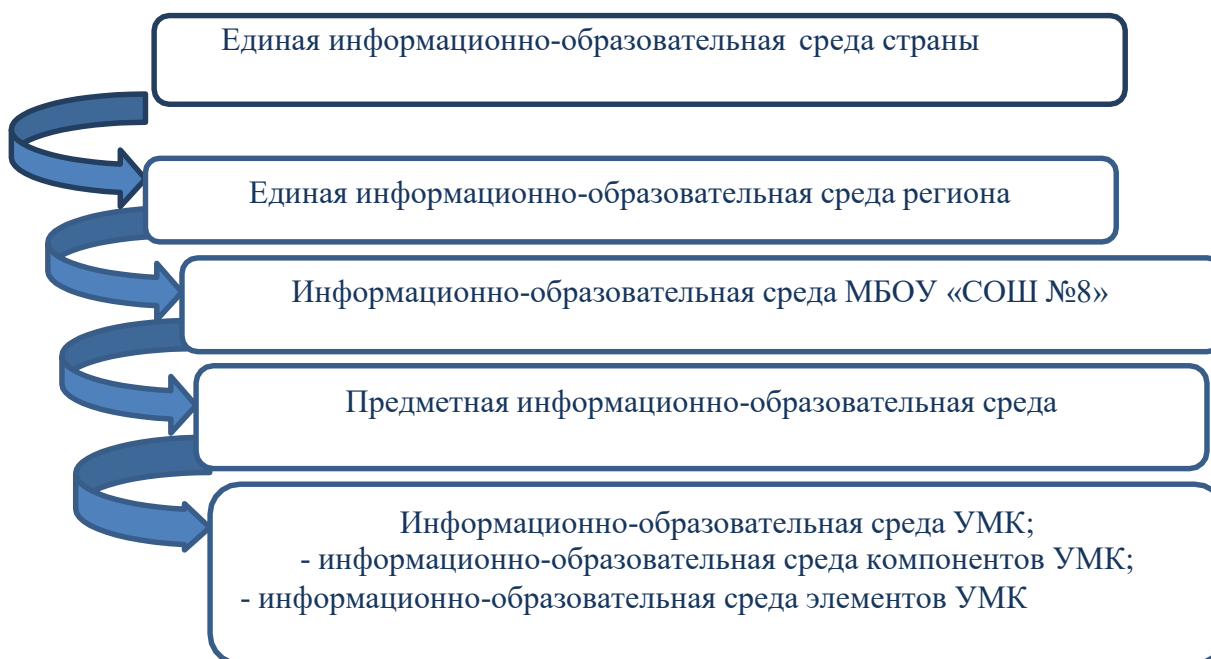 Единая информационно-образовательная среда страны
Единая информационно-образовательная среда региона
Информационно-образовательная среда МБОУ «СОШ №8»
Предметная информационно-образовательная среда
Информационно-образовательная среда УМК;
- информационно-образовательная среда компонентов УМК;
- информационно-образовательная среда элементов УМК